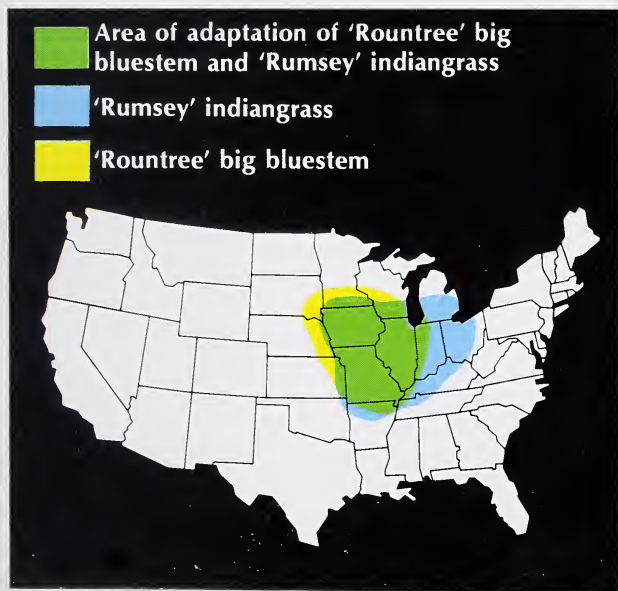 Area of adaptation of ‘Rountree’ big
bluestem and ‘Rumsey’ indiangrass
‘Rumsey’ indiangrass
‘Rountree’ big bluestem